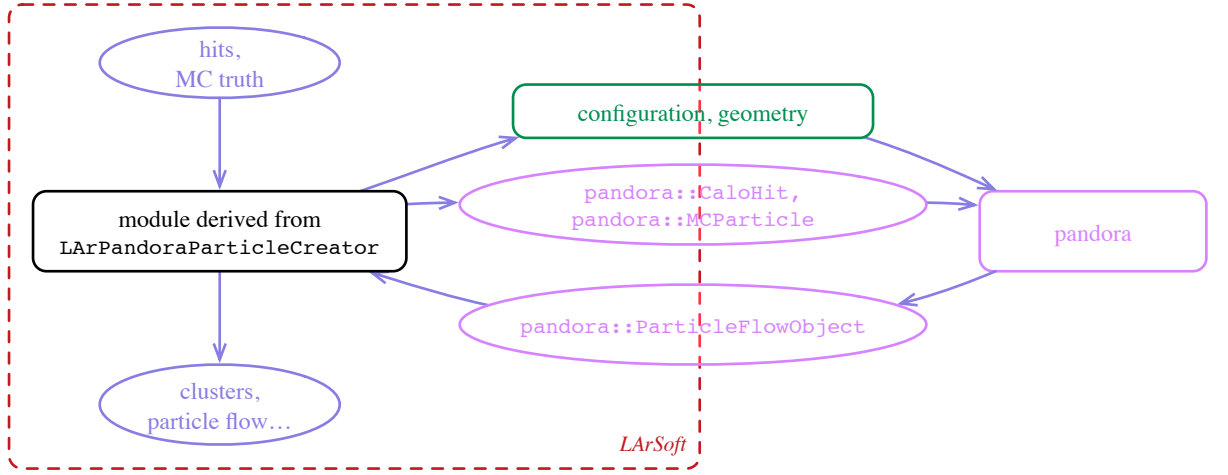 hits,
MC truth
configuration, geometry
pandora::CaloHit,
pandora::MCParticle
module derived from
LArPandoraParticleCreator
pandora
pandora::ParticleFlowObject
clusters,
particle flow…
LArSoft